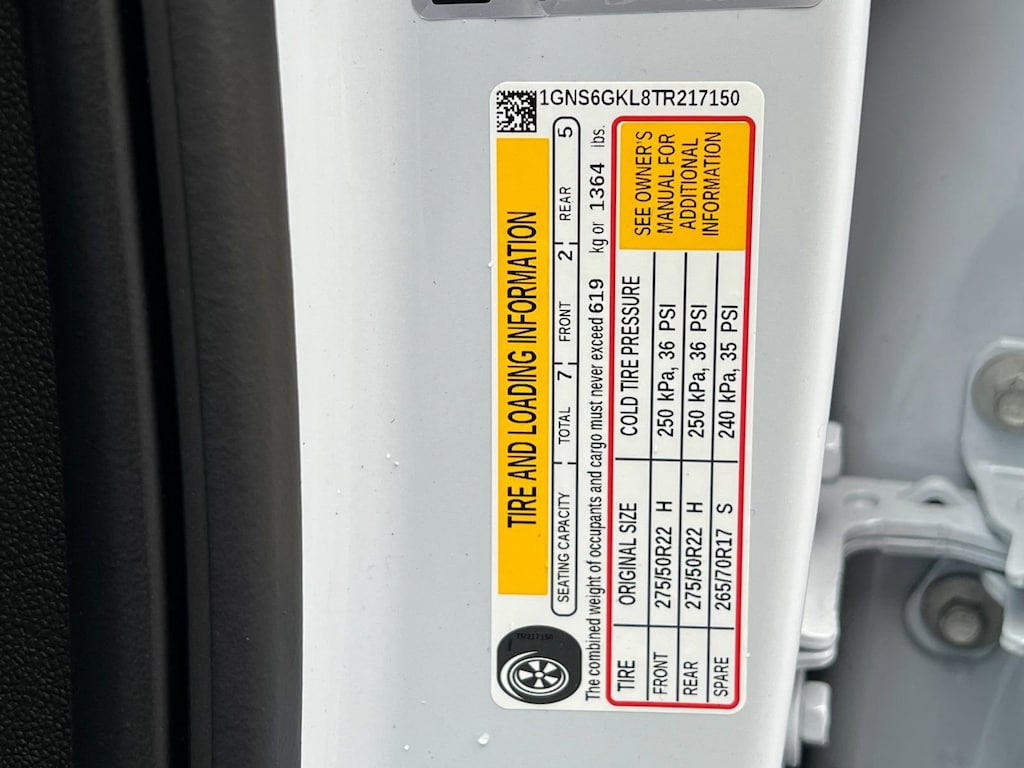 1GNS6GKL8TR217150
TIRE AND LOADING INFORMATION
SEATING CAPACITY TOTAL 7 FRONT 2 REAR 5
The combined weight of occupants and cargo must never exceed 619 kg or 1364 lbs.
TIRE ORIGINAL SIZE COLD TIRE PRESSURE
FRONT 275/50R22 H 250 kPa, 36 PSI
REAR 275/50R22 H 250 kPa, 36 PSI
SPARE 265/70R17 S 240 kPa, 35 PSI
SEE OWNER'S
MANUAL FOR
ADDITIONAL
INFORMATION
TR217150